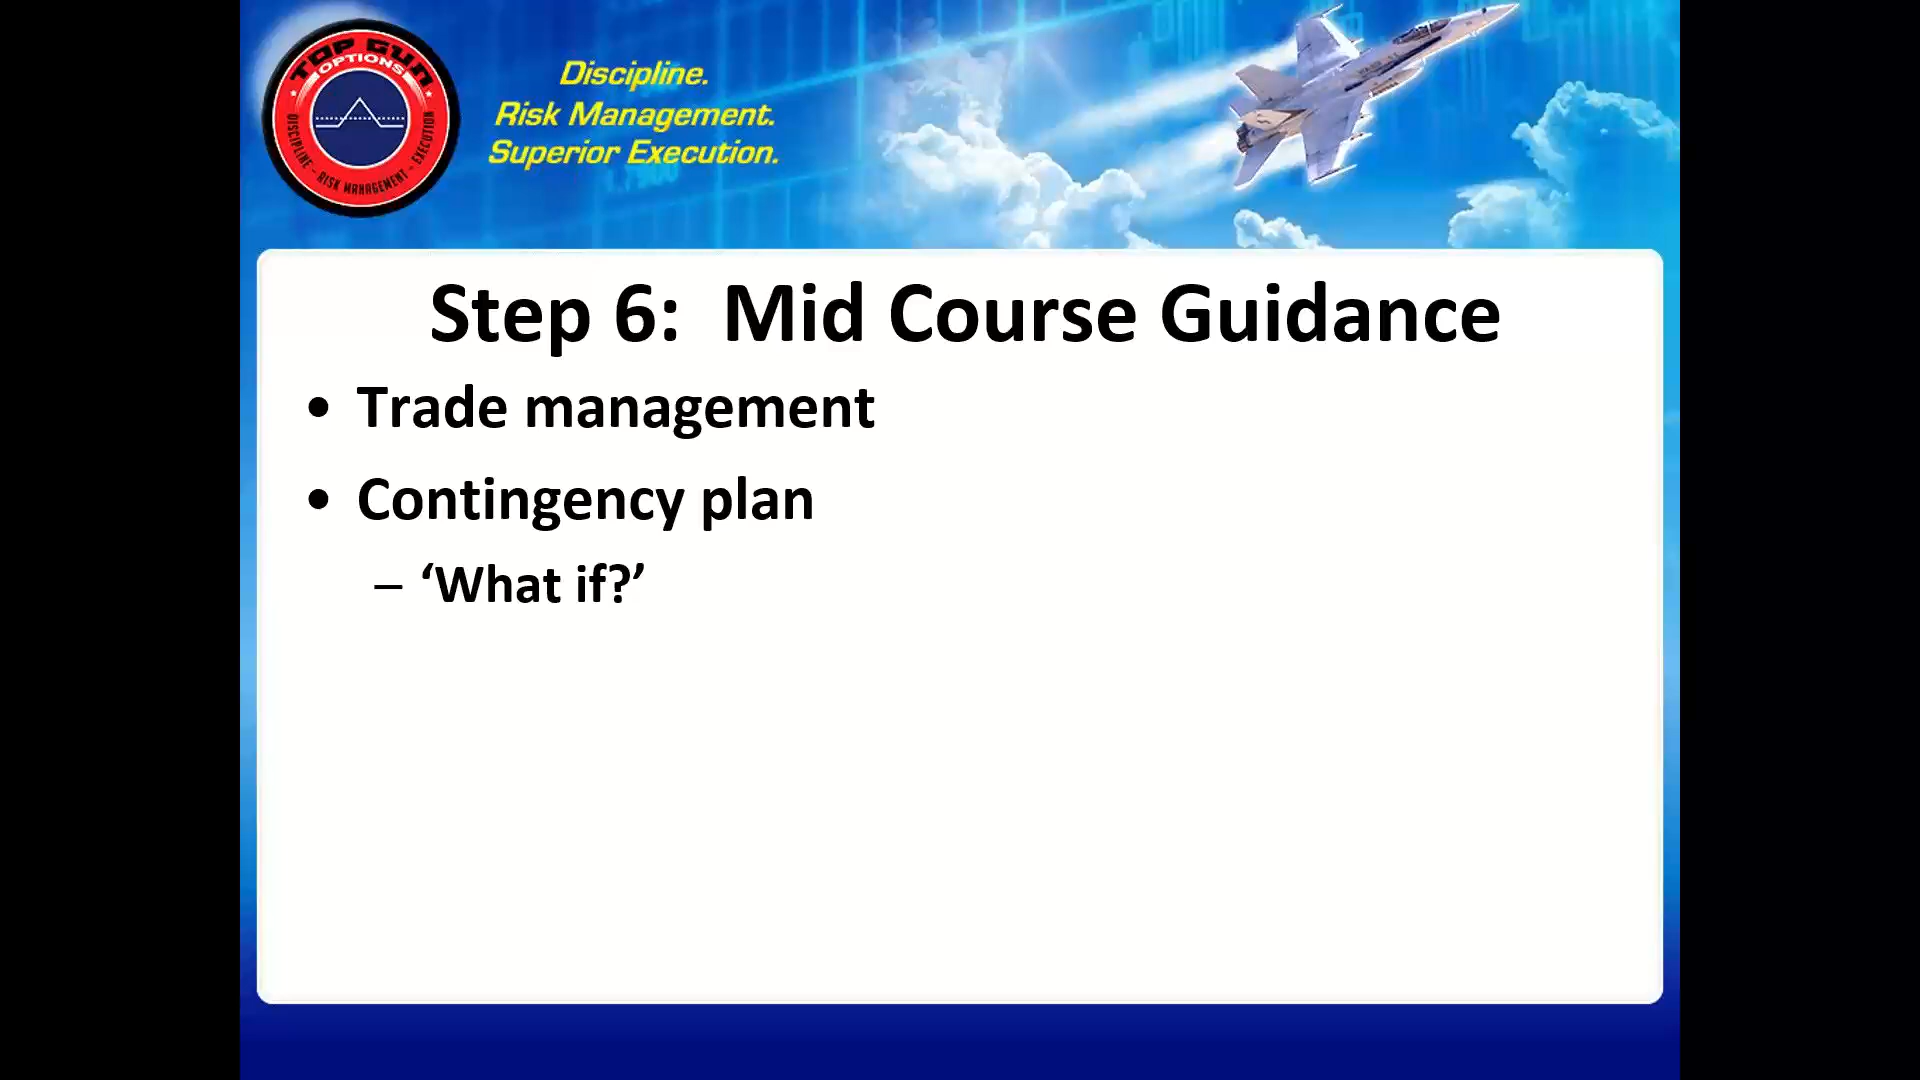 TOP GUN
OPTIONS
DISCIPLINE - RISK MANAGEMENT - EXECUTION
Discipline.
Risk Management.
Superior Execution.
Step 6:  Mid Course Guidance
• Trade management
• Contingency plan
– ‘What if?’